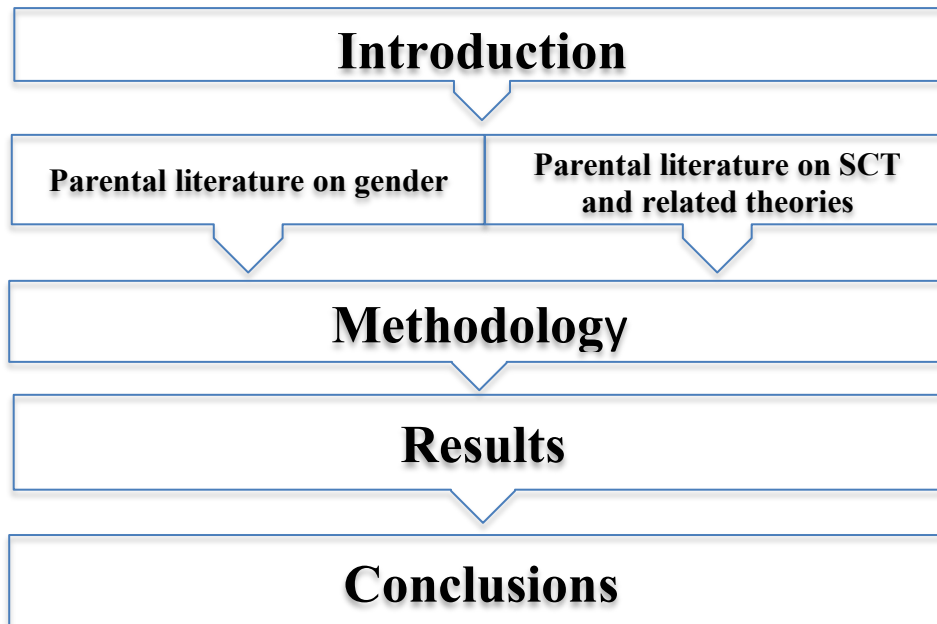 Introduction
Parental literature on gender
Parental literature on SCT
and related theories
Methodology
Results
Conclusions